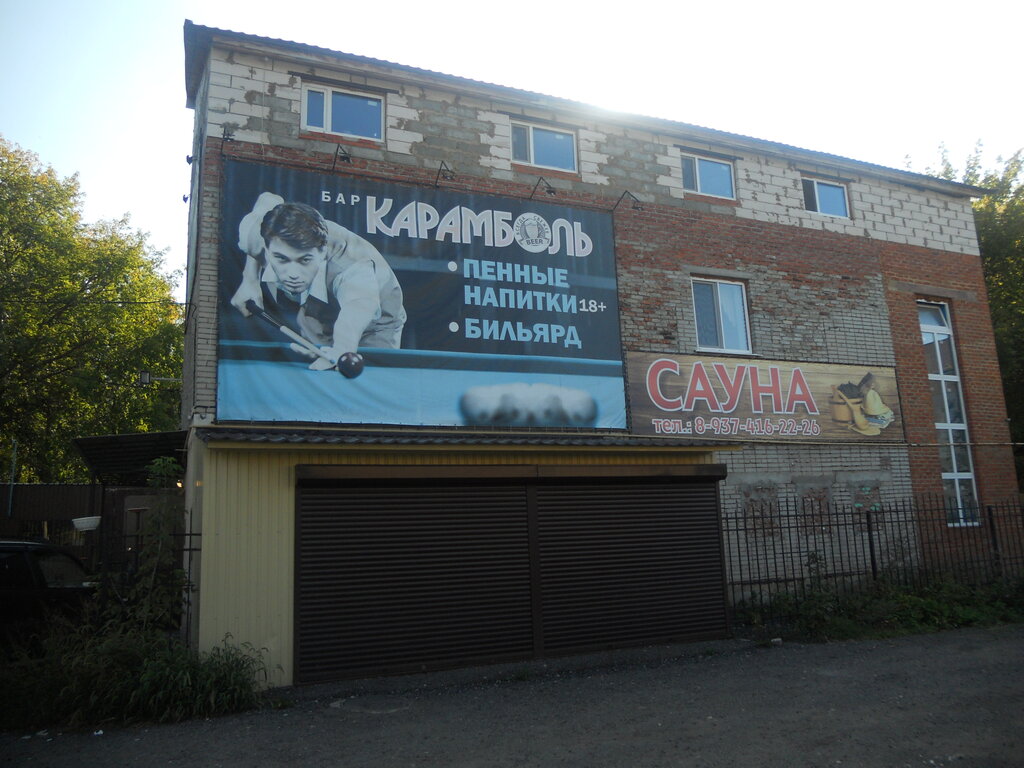 БАР КАРАМБОЛЬ
BEER
• ПЕННЫЕ
НАПИТКИ 18+
• БИЛЬЯРД
САУНА
тел.: 8-937-416-22-26